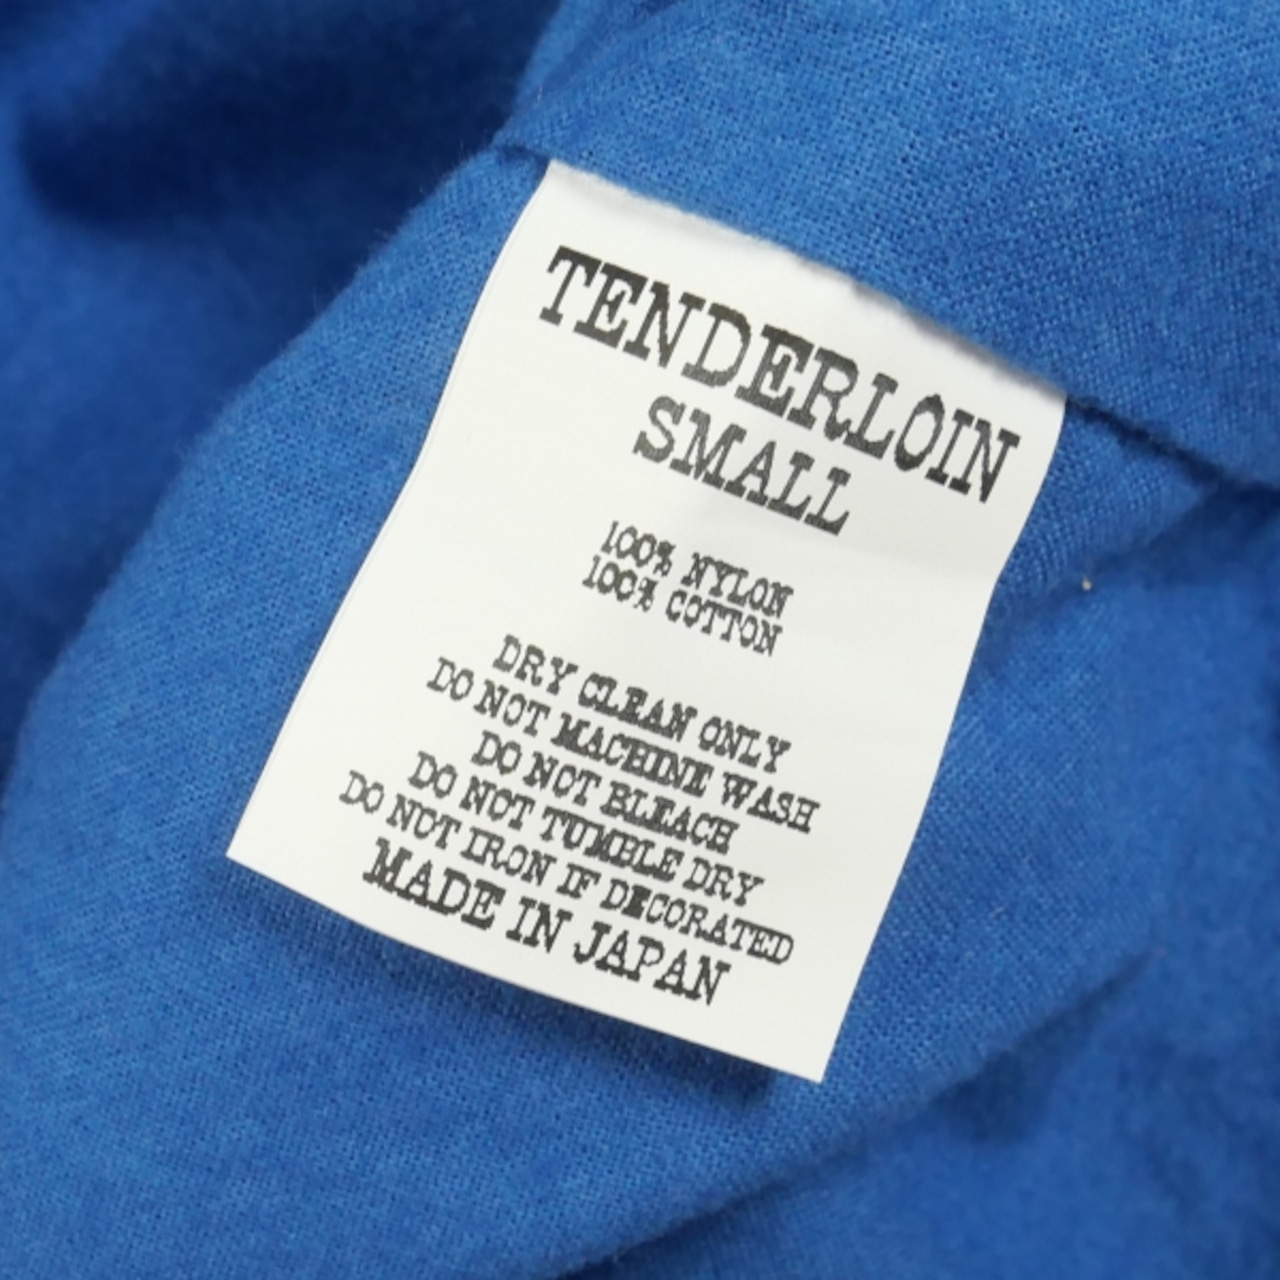 TENDERLOIN
SMALL
100% NYLON
100% COTTON
DRY CLEAN ONLY
DO NOT MACHINE WASH
DO NOT BLEACH
DO NOT TUMBLE DRY
DO NOT IRON IF DECORATED
MADE IN JAPAN